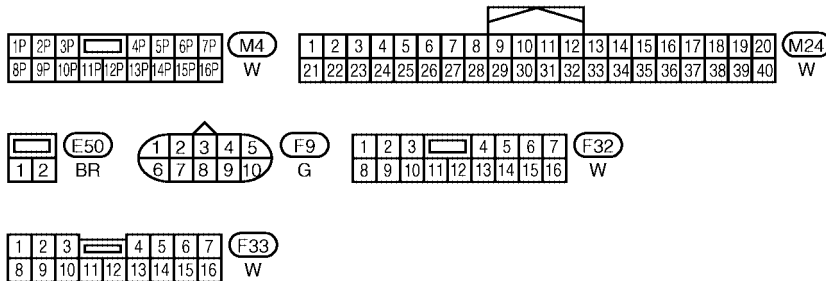 1P 2P 3P 4P 5P 6P 7P M4 1 2 3 4 5 6 7 8 9 10 11 12 13 14 15 16 17 18 19 20 M24
8P 9P 10P 11P 12P 13P 14P 15P 16P W 21 22 23 24 25 26 27 28 29 30 31 32 33 34 35 36 37 38 39 40 W
E50 1 2 3 4 5 F9 1 2 3 4 5 6 7 F32
1 2 BR 6 7 8 9 10 G 8 9 10 11 12 13 14 15 16 W
1 2 3 4 5 6 7 F33
8 9 10 11 12 13 14 15 16 W